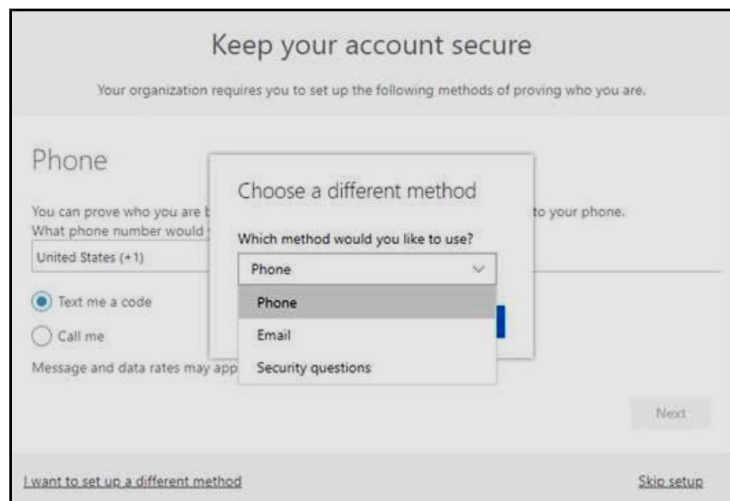 Keep your account secure
Your organization requires you to set up the following methods of proving who you are.
Phone
You can prove who you are b
to your phone.
What phone number would
United States (+1)
Text me a code
Call me
Message and data rates may app
Choose a different method
Which method would you like to use?
Phone
Phone
Email
Security questions
Next
I want to set up a different method
Skip setup